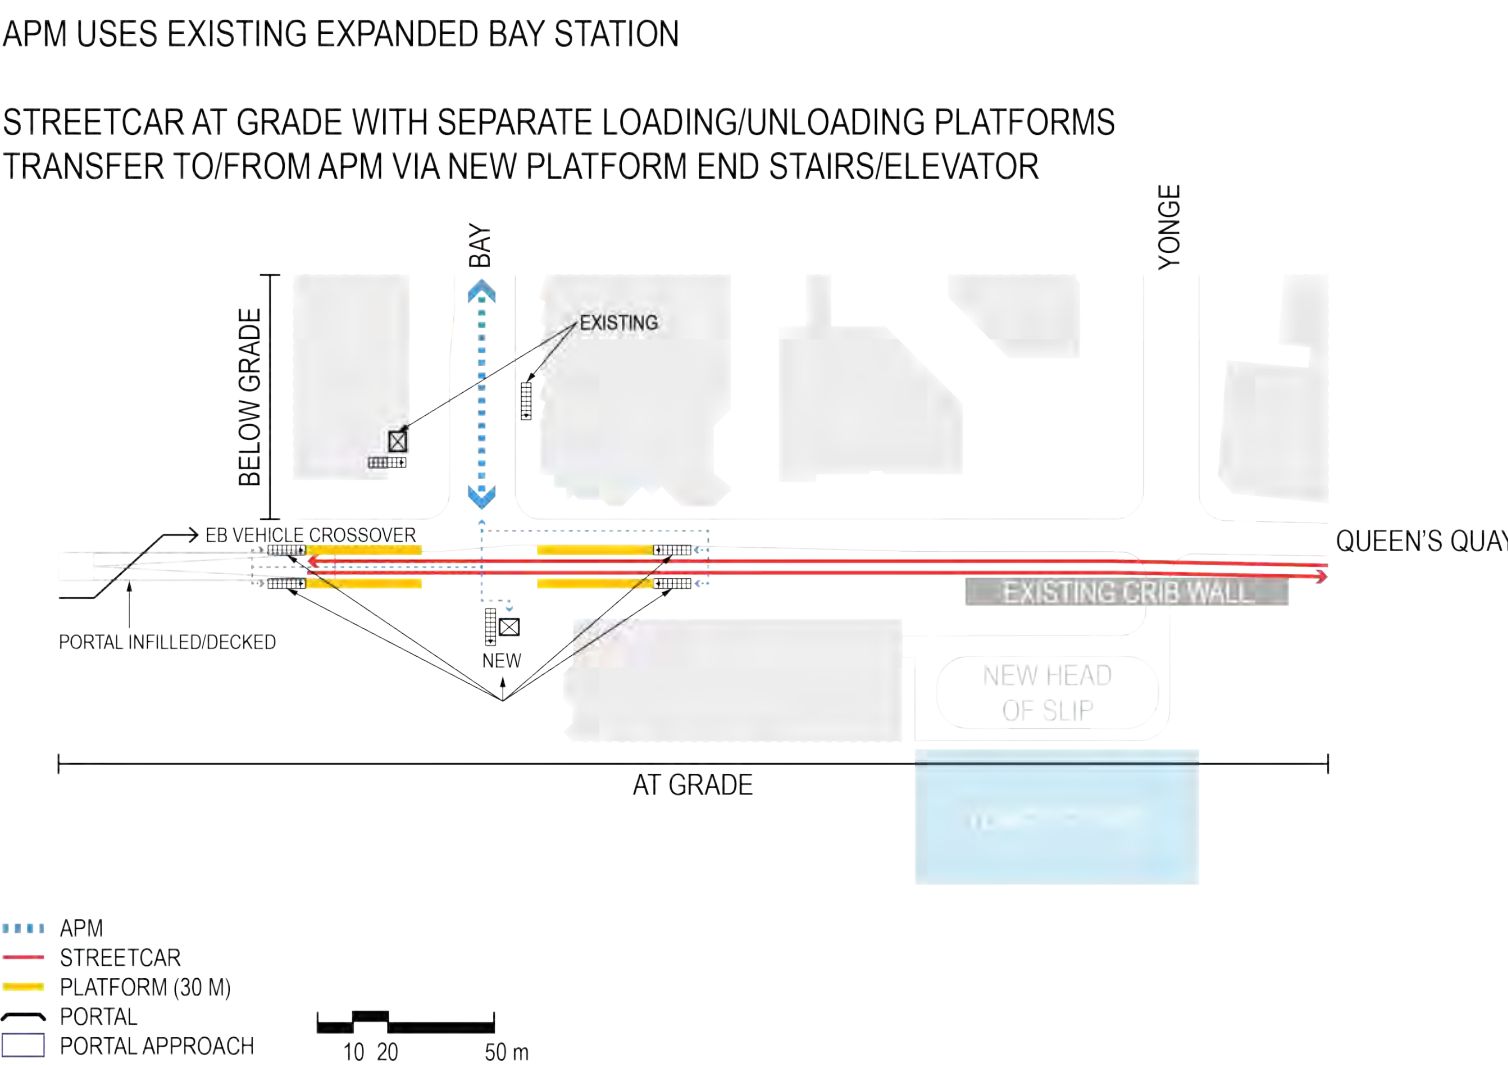 APM USES EXISTING EXPANDED BAY STATION
STREETCAR AT GRADE WITH SEPARATE LOADING/UNLOADING PLATFORMS
TRANSFER TO/FROM APM VIA NEW PLATFORM END STAIRS/ELEVATOR
BAY
YONGE
BELOW GRADE
EXISTING
EB VEHICLE CROSSOVER
QUEEN'S QUAY
EXISTING CRIB WALL
PORTAL INFILLED/DECKED
NEW
NEW HEAD
OF SLIP
AT GRADE
APM
STREETCAR
PLATFORM (30 M)
PORTAL
PORTAL APPROACH
10 20 50 m